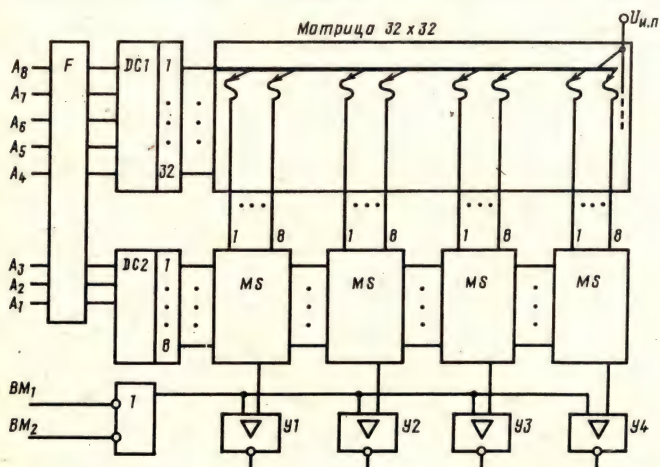 Матрица 32 x 32
U и.п
A8
A7
A6
A5
A4
F
DC1
1
32
1
8
1
8
1
8
1
8
A3
A2
A1
DC2
1
8
MS
MS
MS
MS
BM1
BM2
1
У1
У2
У3
У4